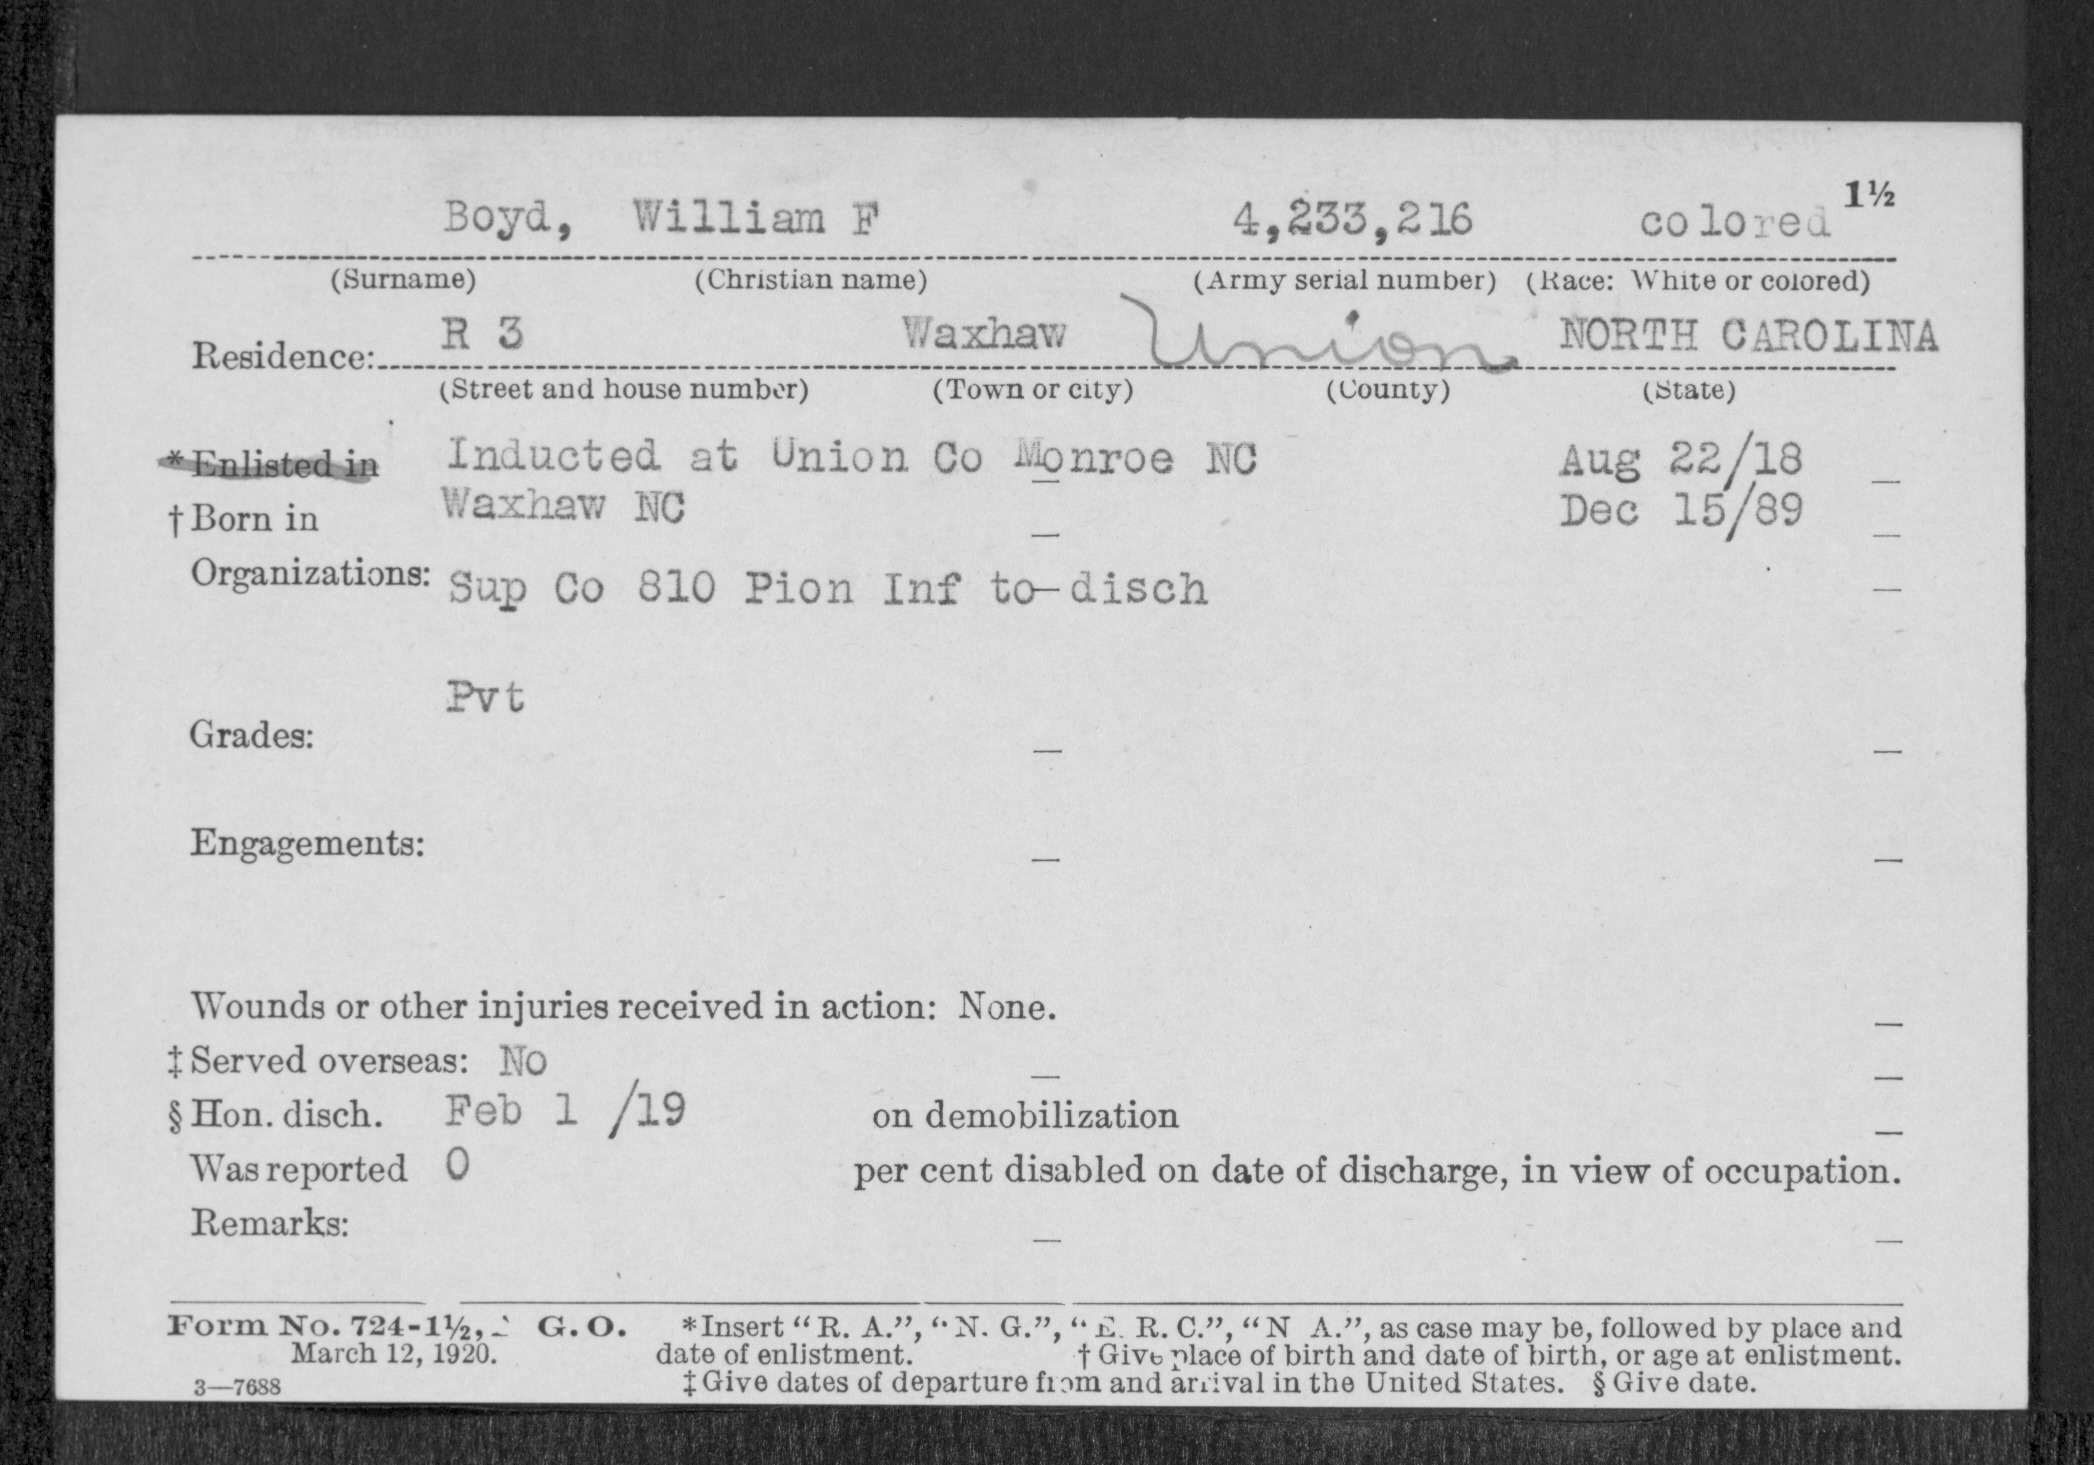 Boyd, William F 4,233,216 colored 1½
(Surname) (Christian name) (Army serial number) (Race: White or colored)
Residence: R 3 Waxhaw Union NORTH CAROLINA
(Street and house number) (Town or city) (County) (State)
*Enlisted in Inducted at Union Co Monroe NC Aug 22/18
†Born in Waxhaw NC Dec 15/89
Organizations: Sup Co 810 Pion Inf to disch
Pvt
Grades:
Engagements:
Wounds or other injuries received in action: None.
‡Served overseas: No
§Hon. disch. Feb 1 /19 on demobilization
Was reported 0 per cent disabled on date of discharge, in view of occupation.
Remarks:
Form No. 724-1½, G. O. *Insert "R. A.", "N. G.", "E. R. C.", "N A.", as case may be, followed by place and
March 12, 1920. date of enlistment. †Give place of birth and date of birth, or age at enlistment.
3—7688 ‡Give dates of departure from and arrival in the United States. §Give date.